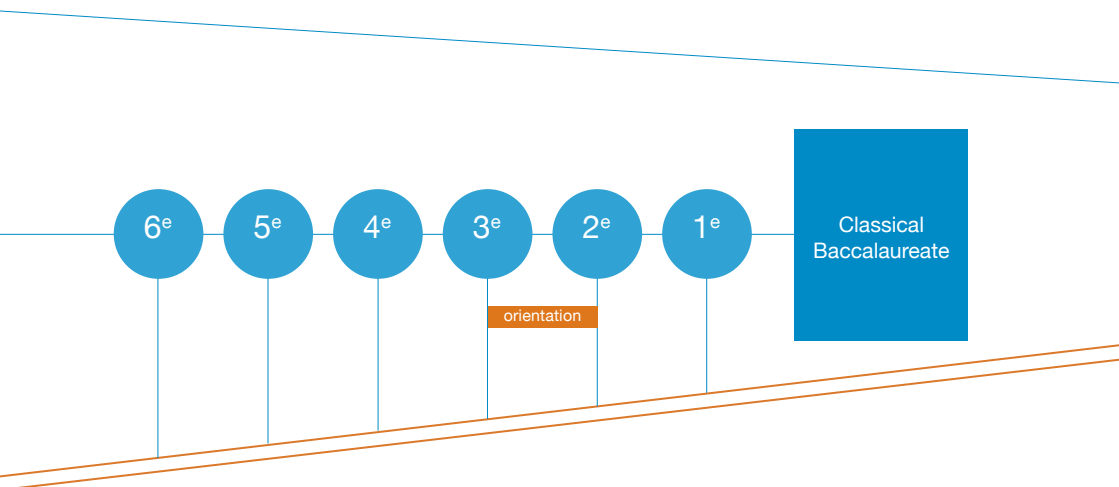 6e
5e
4e
3e
2e
1e
Classical
Baccalaureate
orientation